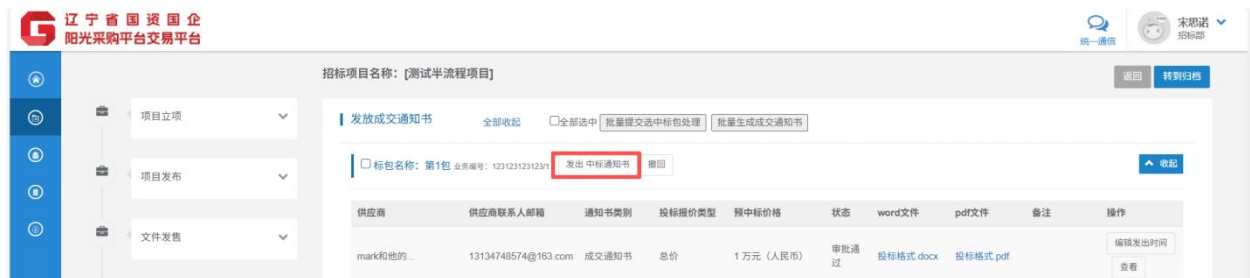 辽宁省国资国企
阳光采购平台交易平台
统一通信
宋思诺
招标部
招标项目名称：[测试半流程项目]
返回
转到归档
项目立项
项目发布
文件发售
发放成交通知书 全部收起 全部选中 批量提交选中标包处理 批量生成成交通知书
标包名称：第1包 业务编号：123123123123/1 发出 中标通知书 撤回 收起
供应商 供应商联系人邮箱 通知书类别 投标报价类型 预中标价格 状态 word文件 pdf文件 备注 操作
mark和他的... 13134748574@163.com 成交通知书 总价 1 万元（人民币） 审批通过 投标格式.docx 投标格式.pdf 编辑发出时间
查看